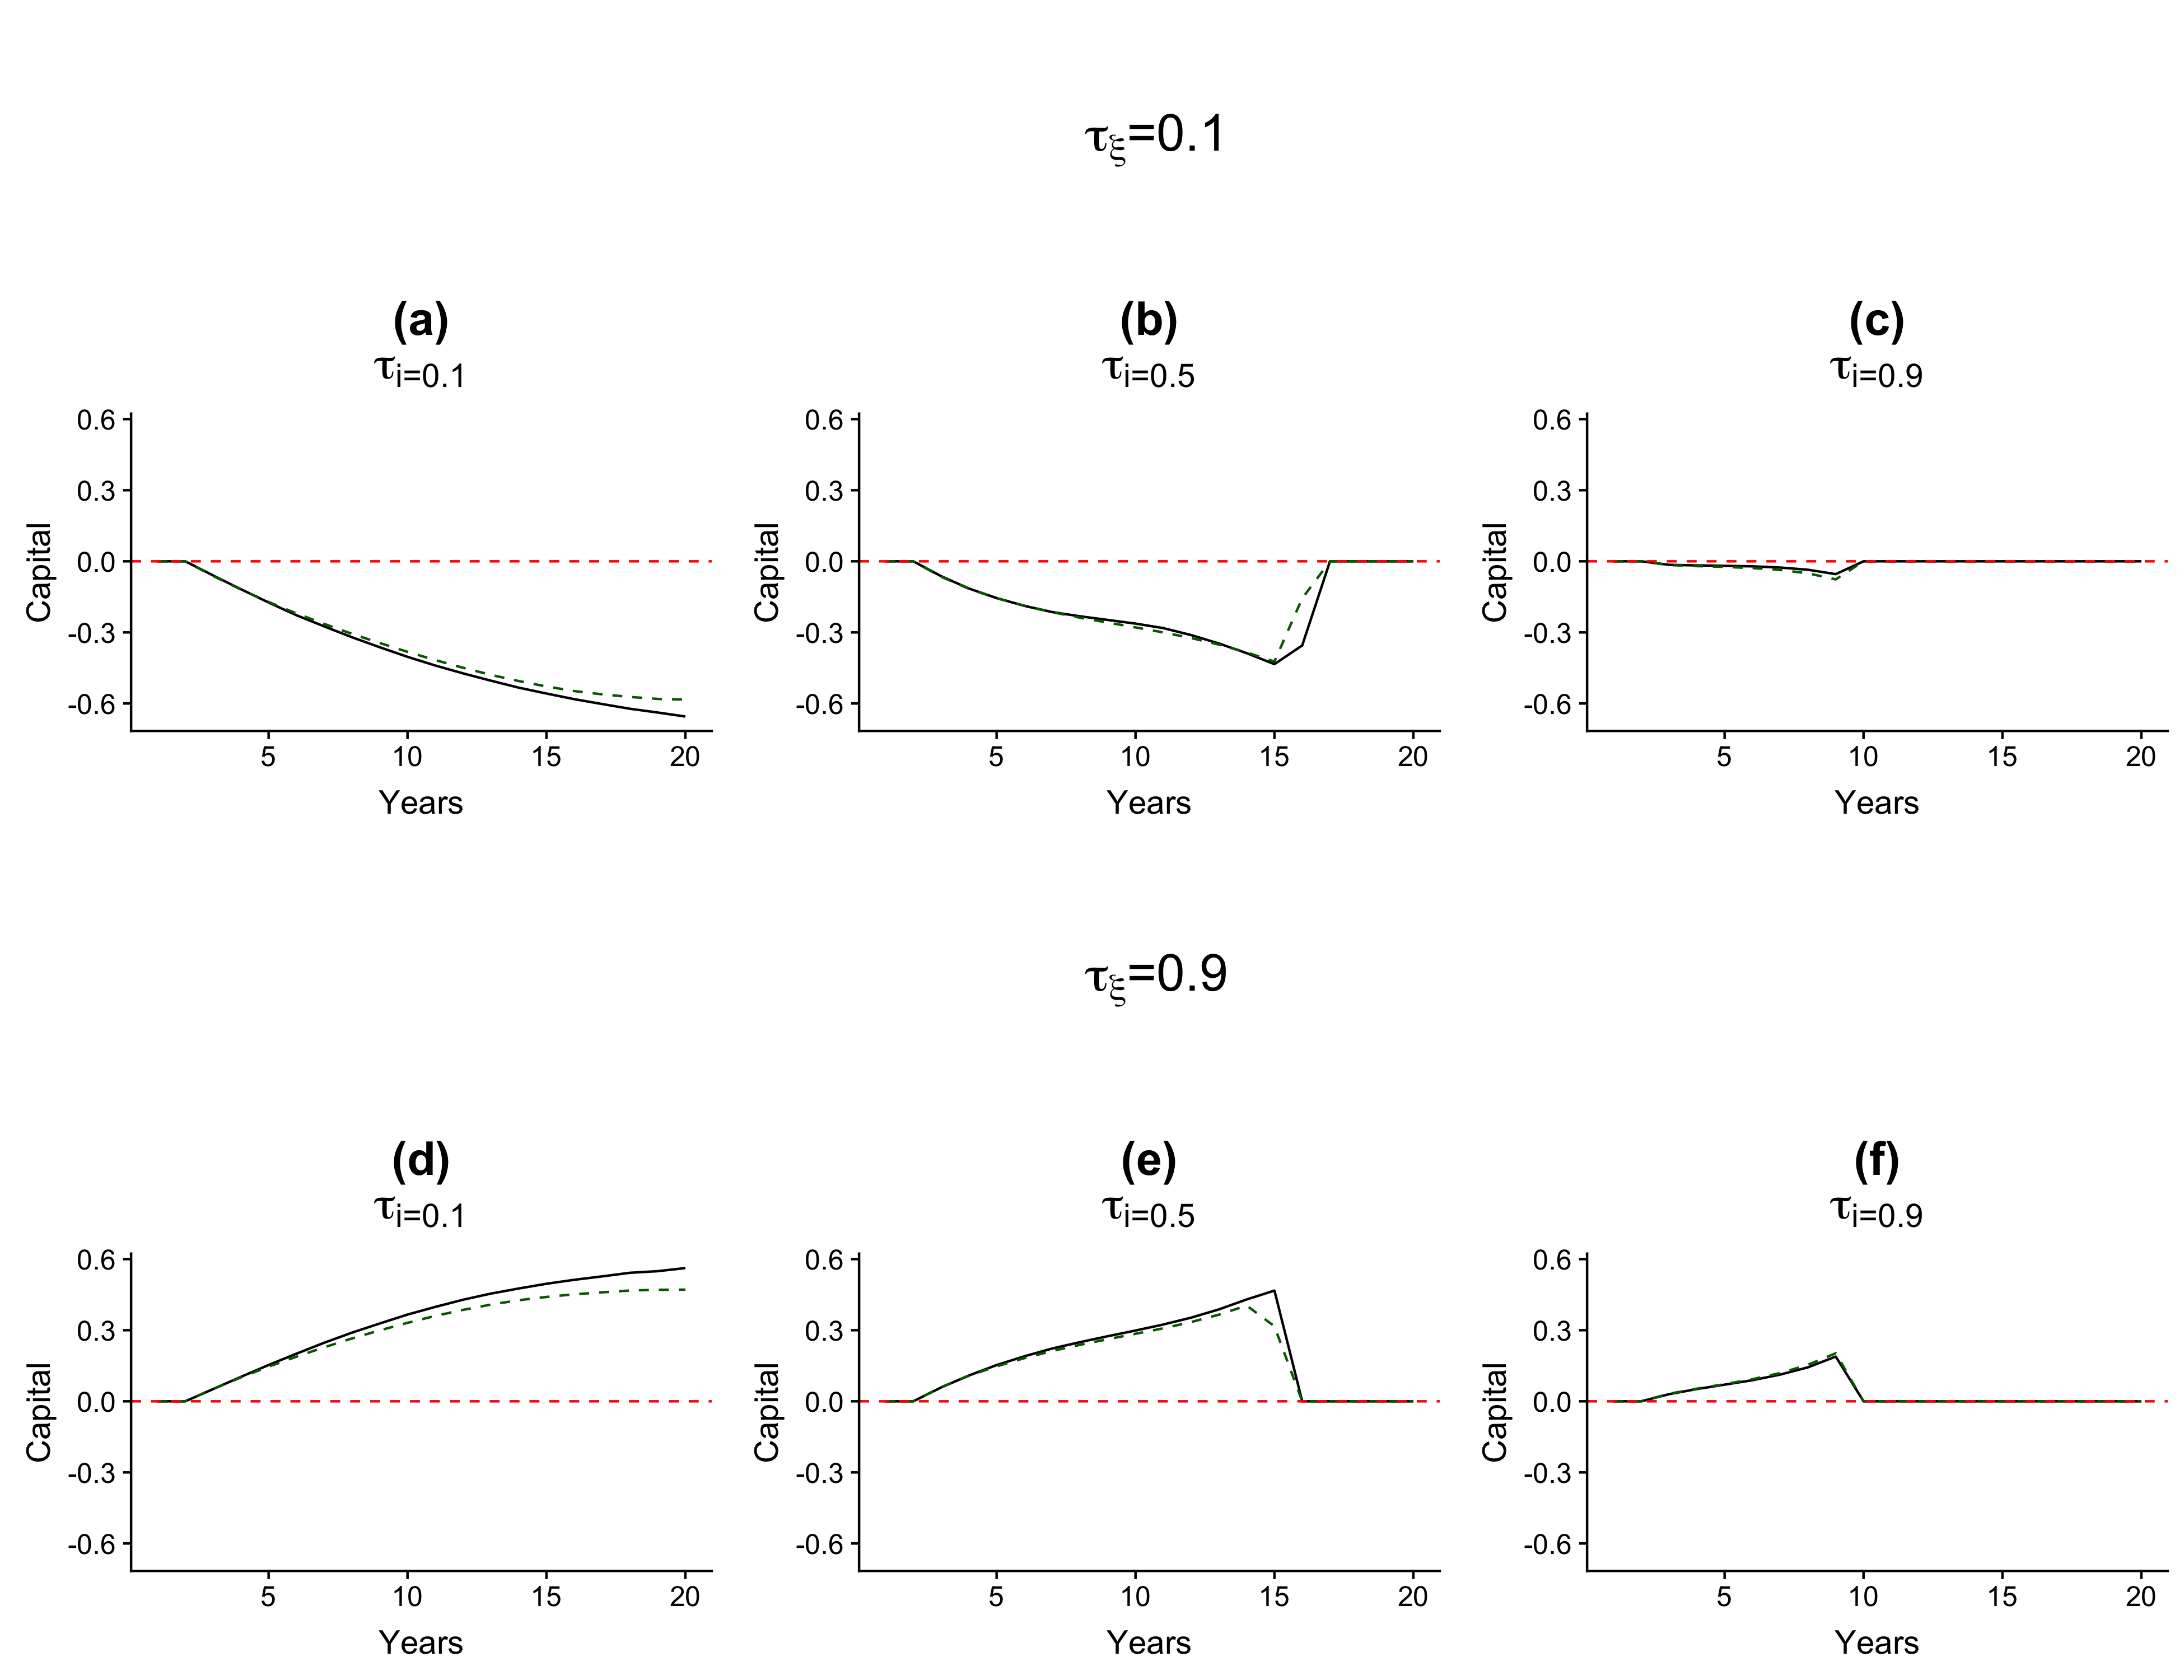 τξ=0.1
(a) (b) (c)
τi=0.1 τi=0.5 τi=0.9
0.6 0.6 0.6
0.3 0.3 0.3
0.0 0.0 0.0
-0.3 -0.3 -0.3
-0.6 -0.6 -0.6
Capital Capital Capital
5 10 15 20 5 10 15 20 5 10 15 20
Years Years Years
τξ=0.9
(d) (e) (f)
τi=0.1 τi=0.5 τi=0.9
0.6 0.6 0.6
0.3 0.3 0.3
0.0 0.0 0.0
-0.3 -0.3 -0.3
-0.6 -0.6 -0.6
Capital Capital Capital
5 10 15 20 5 10 15 20 5 10 15 20
Years Years Years